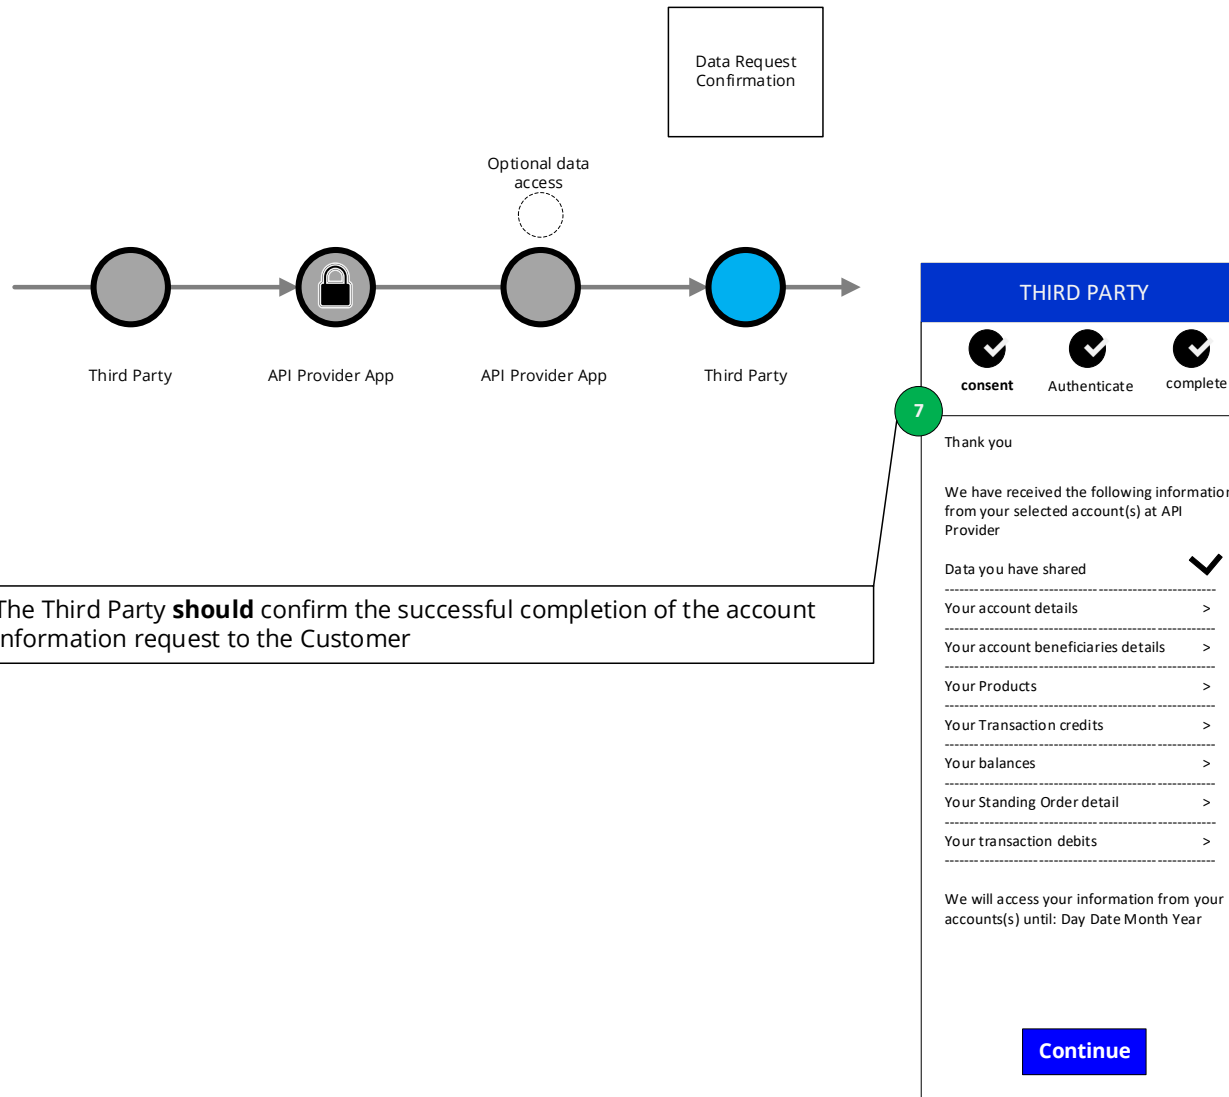 Data Request
Confirmation
Optional data
access
Third Party
API Provider App
API Provider App
Third Party
THIRD PARTY
consent
Authenticate
complete
7
Thank you
We have received the following information
from your selected account(s) at API
Provider
Data you have shared
Your account details >
Your account beneficiaries details >
Your Products >
Your Transaction credits >
Your balances >
Your Standing Order detail >
Your transaction debits >
We will access your information from your
accounts(s) until: Day Date Month Year
Continue
The Third Party should confirm the successful completion of the account
information request to the Customer